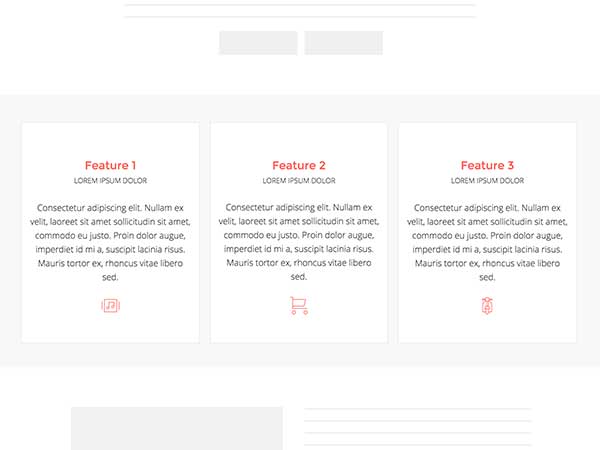 Feature 1
LOREM IPSUM DOLOR
Consectetur adipiscing elit. Nullam ex
velit, laoreet sit amet sollicitudin sit amet,
commodo eu justo. Proin dolor augue,
imperdiet id mi a, suscipit lacinia risus.
Mauris tortor ex, rhoncus vitae libero
sed.
Feature 2
LOREM IPSUM DOLOR
Consectetur adipiscing elit. Nullam ex
velit, laoreet sit amet sollicitudin sit amet,
commodo eu justo. Proin dolor augue,
imperdiet id mi a, suscipit lacinia risus.
Mauris tortor ex, rhoncus vitae libero
sed.
Feature 3
LOREM IPSUM DOLOR
Consectetur adipiscing elit. Nullam ex
velit, laoreet sit amet sollicitudin sit amet,
commodo eu justo. Proin dolor augue,
imperdiet id mi a, suscipit lacinia risus.
Mauris tortor ex, rhoncus vitae libero
sed.